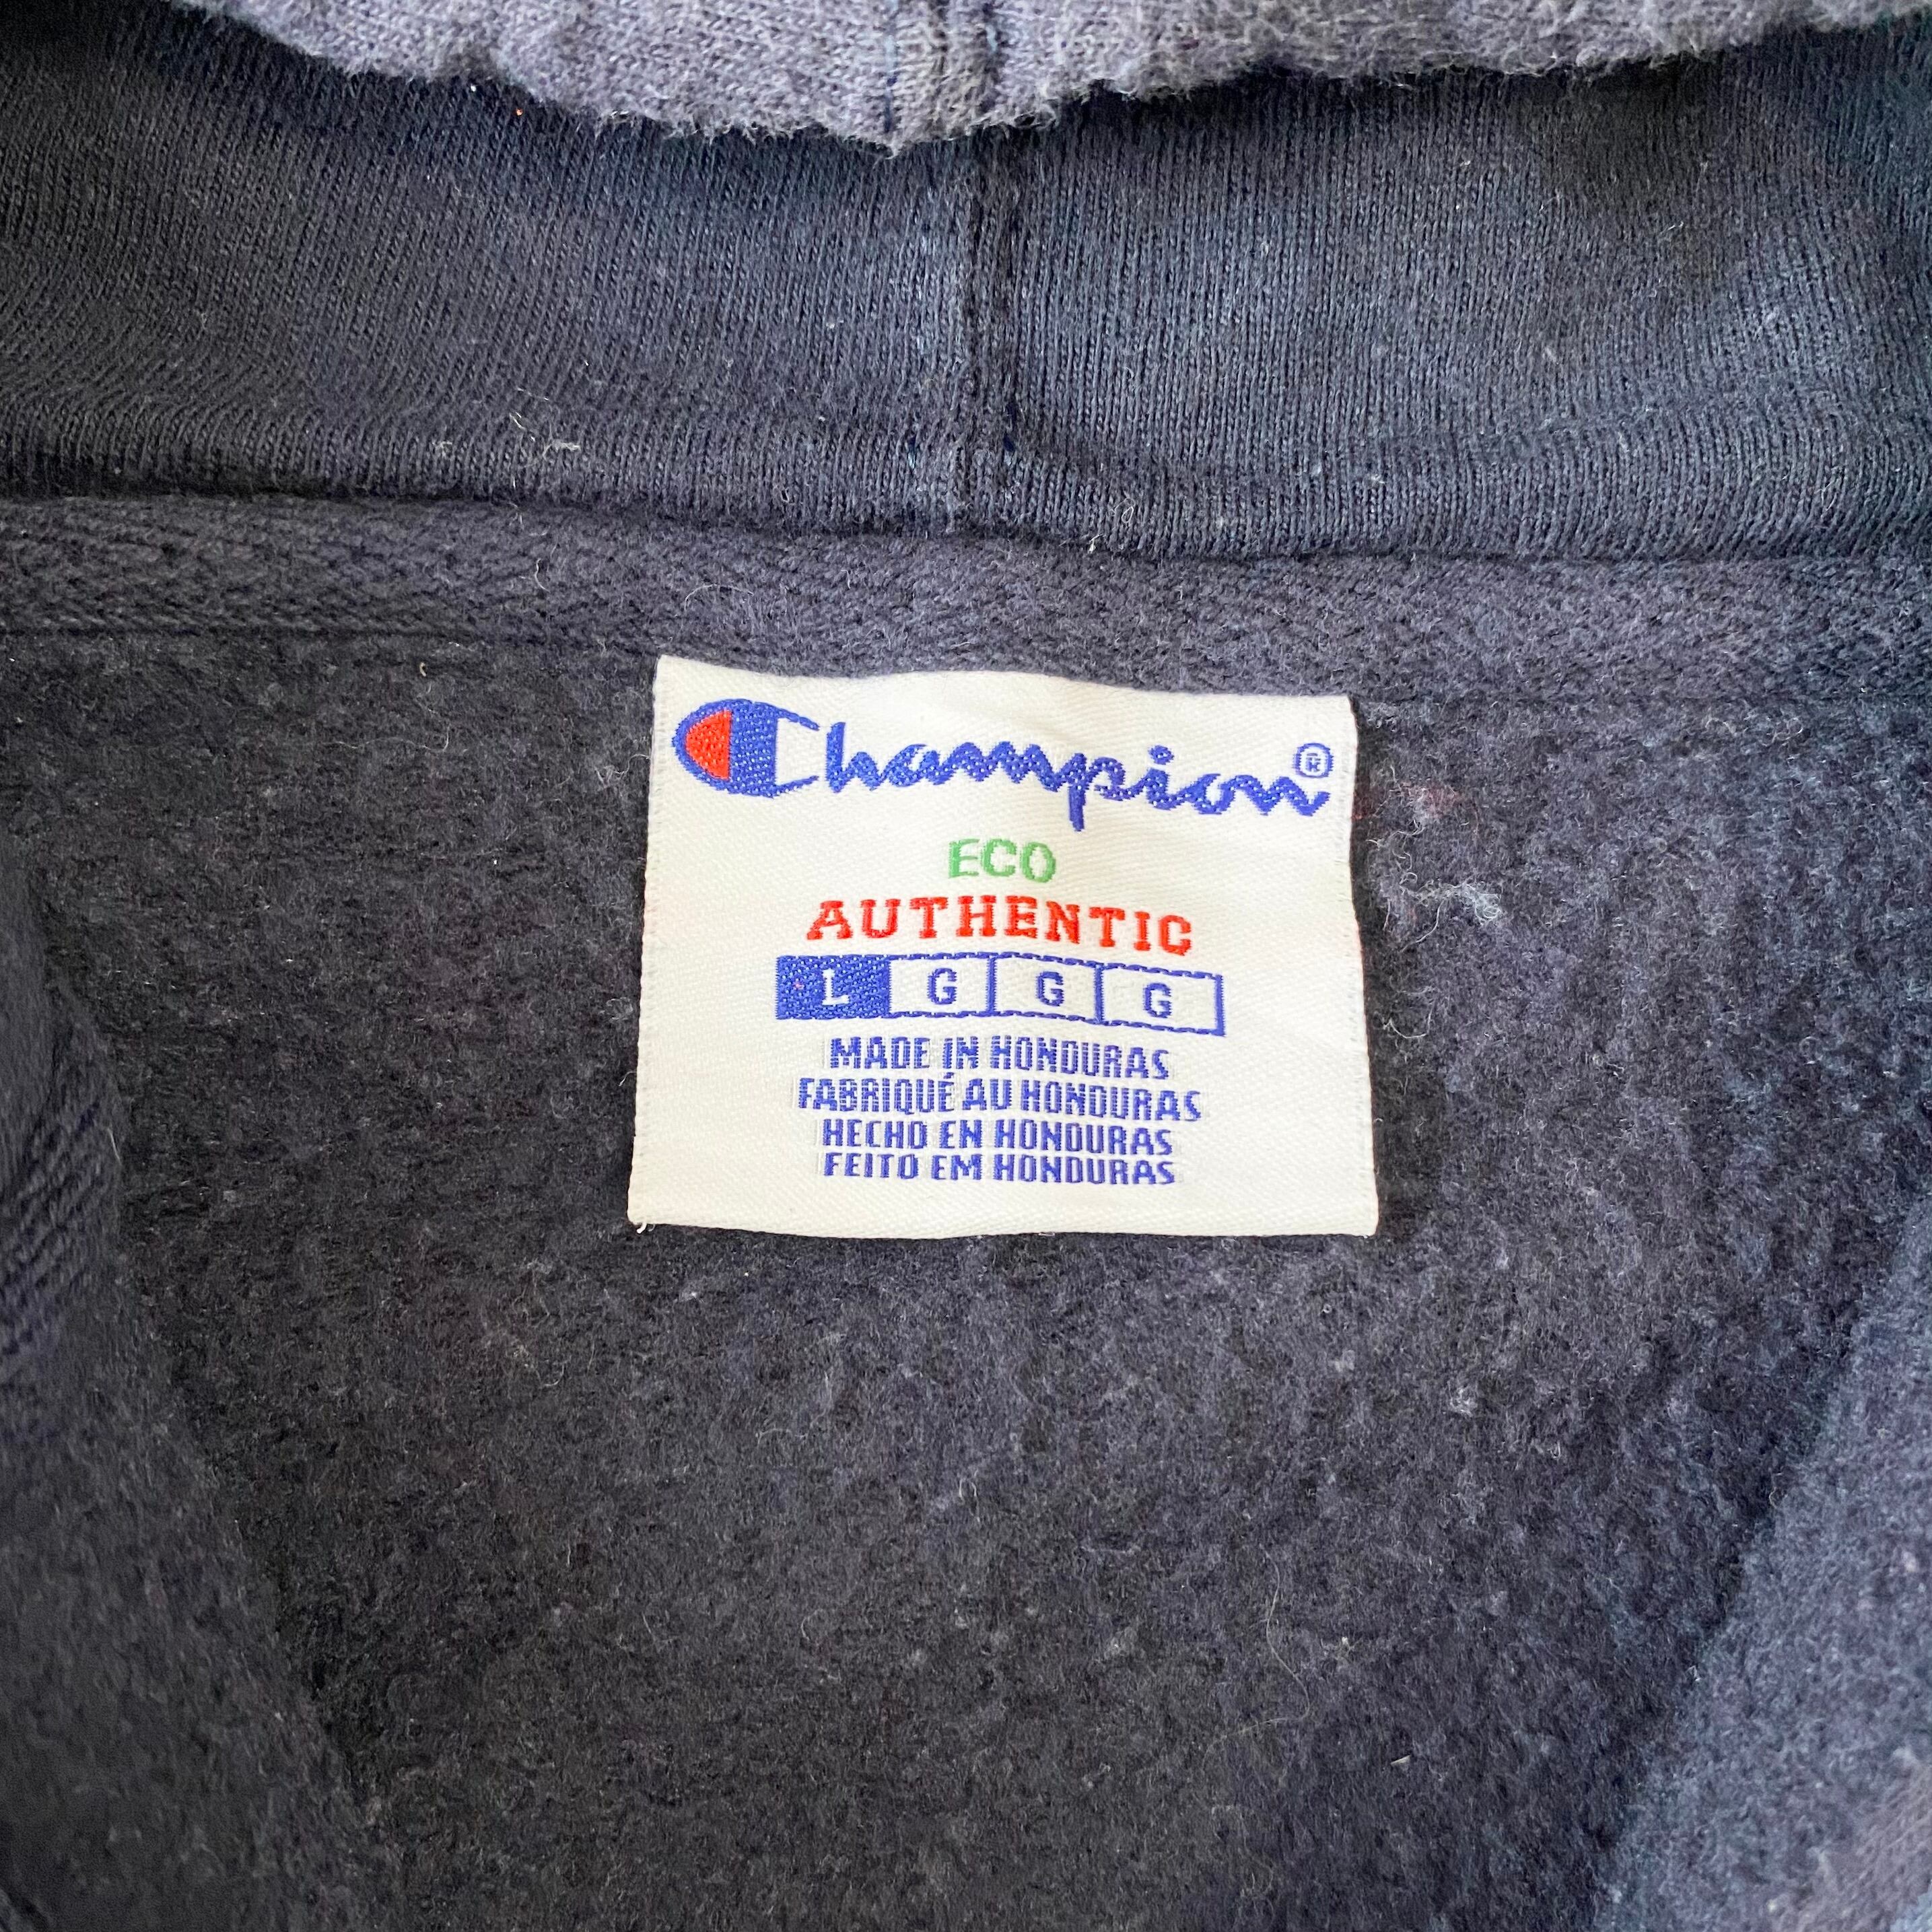 Champion®
ECO
AUTHENTIC
L G G G
MADE IN HONDURAS
FABRIQUÉ AU HONDURAS
HECHO EN HONDURAS
FEITO EM HONDURAS